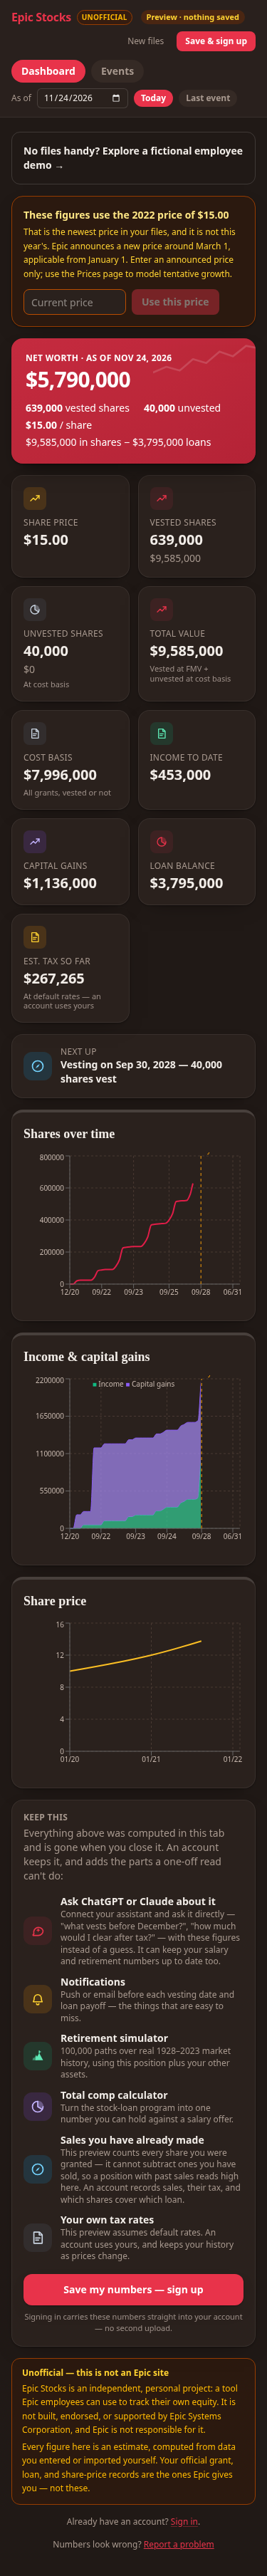 Epic Stocks UNOFFICIAL Preview · nothing saved
New files Save & sign up
Dashboard Events
As of 11/24/2026 Today Last event
No files handy? Explore a fictional employee
demo →
These figures use the 2022 price of $15.00
That is the newest price in your files, and it is not this
year's. Epic announces a new price around March 1,
applicable from January 1. Enter an announced price
only; use the Prices page to model tentative growth.
Current price Use this price
NET WORTH · AS OF NOV 24, 2026
$5,790,000
639,000 vested shares 40,000 unvested
$15.00 / share
$9,585,000 in shares − $3,795,000 loans
SHARE PRICE
$15.00
VESTED SHARES
639,000
$9,585,000
UNVESTED SHARES
40,000
$0
At cost basis
TOTAL VALUE
$9,585,000
Vested at FMV +
unvested at cost basis
COST BASIS
$7,996,000
All grants, vested or not
INCOME TO DATE
$453,000
CAPITAL GAINS
$1,136,000
LOAN BALANCE
$3,795,000
EST. TAX SO FAR
$267,265
At default rates — an
account uses yours
NEXT UP
Vesting on Sep 30, 2028 — 40,000
shares vest
Shares over time
800000
600000
400000
200000
0
12/20 09/22 09/23 09/25 09/28 06/31
Income & capital gains
2200000
Income Capital gains
1650000
1100000
550000
0
12/20 09/22 09/23 09/24 09/28 06/31
Share price
16
12
8
4
0
01/20 01/21 01/22
KEEP THIS
Everything above was computed in this tab
and is gone when you close it. An account
keeps it, and adds the parts a one-off read
can't do:
Ask ChatGPT or Claude about it
Connect your assistant and ask it directly —
"what vests before December?", "how much
would I clear after tax?" — with these figures
instead of a guess. It can keep your salary
and retirement numbers up to date too.
Notifications
Push or email before each vesting date and
loan payoff — the things that are easy to
miss.
Retirement simulator
100,000 paths over real 1928–2023 market
history, using this position plus your other
assets.
Total comp calculator
Turn the stock-loan program into one
number you can hold against a salary offer.
Sales you have already made
This preview counts every share you were
granted — it cannot subtract ones you have
sold, so a position with past sales reads high
here. An account records sales, their tax, and
which shares cover which loan.
Your own tax rates
This preview assumes default rates. An
account uses yours, and keeps your history
as prices change.
Save my numbers — sign up
Signing in carries these numbers straight into your account
— no second upload.
Unofficial — this is not an Epic site
Epic Stocks is an independent, personal project: a tool
Epic employees can use to track their own equity. It is
not built, endorsed, or supported by Epic Systems
Corporation, and Epic is not responsible for it.
Every figure here is an estimate, computed from data
you entered or imported yourself. Your official grant,
loan, and share-price records are the ones Epic gives
you — not these.
Already have an account? Sign in.
Numbers look wrong? Report a problem